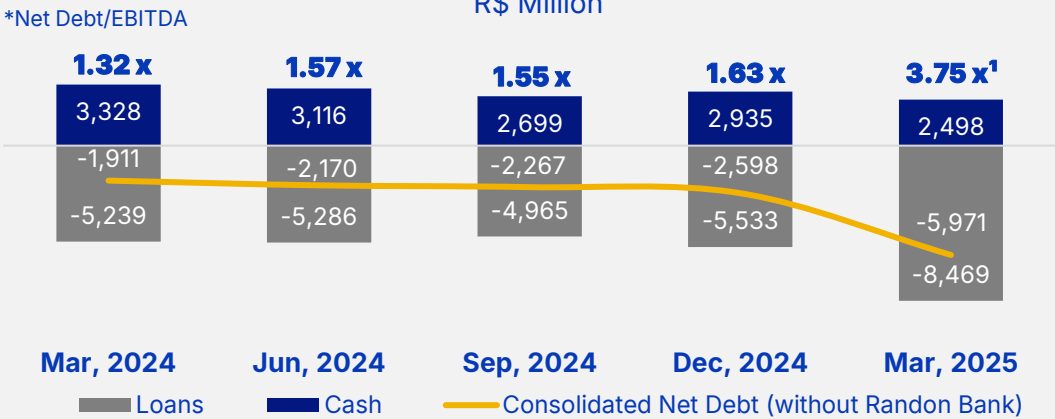 R$ Million
*Net Debt/EBITDA
1.32 x 1.57 x 1.55 x 1.63 x 3.75 x¹
3,328 3,116 2,699 2,935 2,498
-1,911 -2,170 -2,267 -2,598 -5,971
-5,239 -5,286 -4,965 -5,533 -8,469
Mar, 2024 Jun, 2024 Sep, 2024 Dec, 2024 Mar, 2025
Loans Cash Consolidated Net Debt (without Randon Bank)